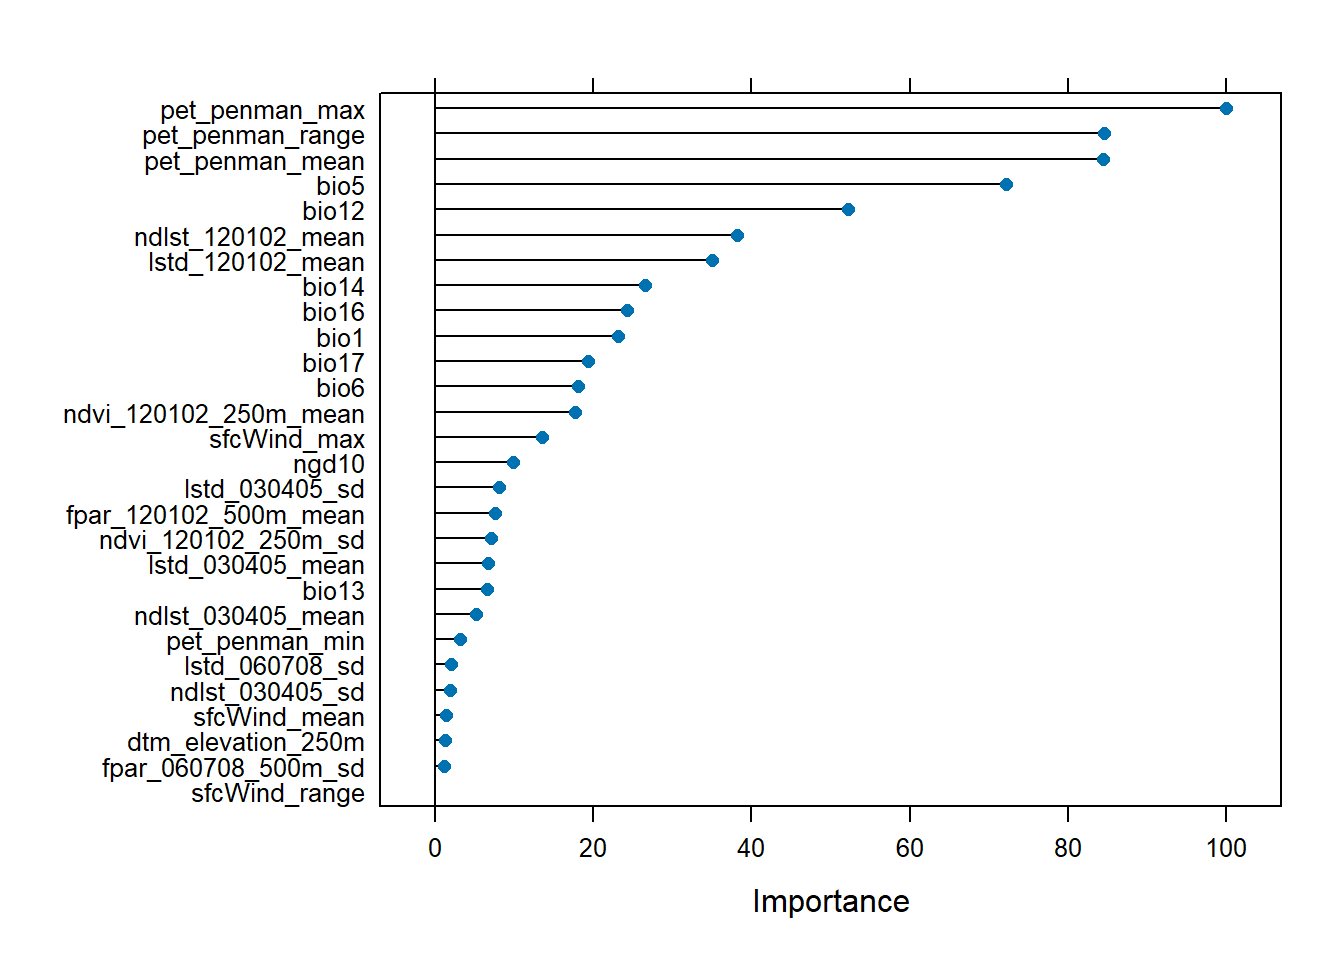 pet_penman_max
pet_penman_range
pet_penman_mean
bio5
bio12
ndlst_120102_mean
lstd_120102_mean
bio14
bio16
bio1
bio17
bio6
ndvi_120102_250m_mean
sfcWind_max
ngd10
lstd_030405_sd
fpar_120102_500m_mean
ndvi_120102_250m_sd
lstd_030405_mean
bio13
ndlst_030405_mean
pet_penman_min
lstd_060708_sd
ndlst_030405_sd
sfcWind_mean
dtm_elevation_250m
fpar_060708_500m_sd
sfcWind_range
0 20 40 60 80 100
Importance